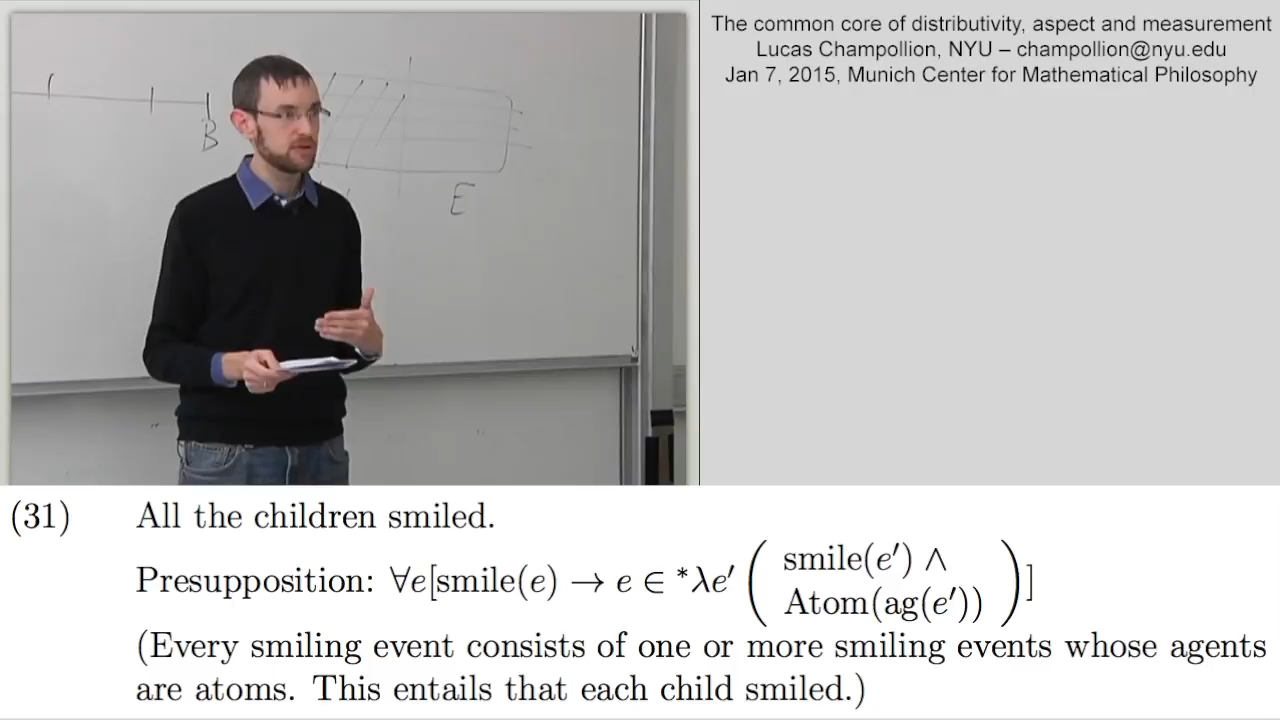 The common core of distributivity, aspect and measurement
Lucas Champollion, NYU – champollion@nyu.edu
Jan 7, 2015, Munich Center for Mathematical Philosophy
B
E
(31) All the children smiled.
Presupposition: ∀e[smile(e) → e ∈ *λe′ ( smile(e′) ∧
Atom(ag(e′)) )]
(Every smiling event consists of one or more smiling events whose agents
are atoms. This entails that each child smiled.)